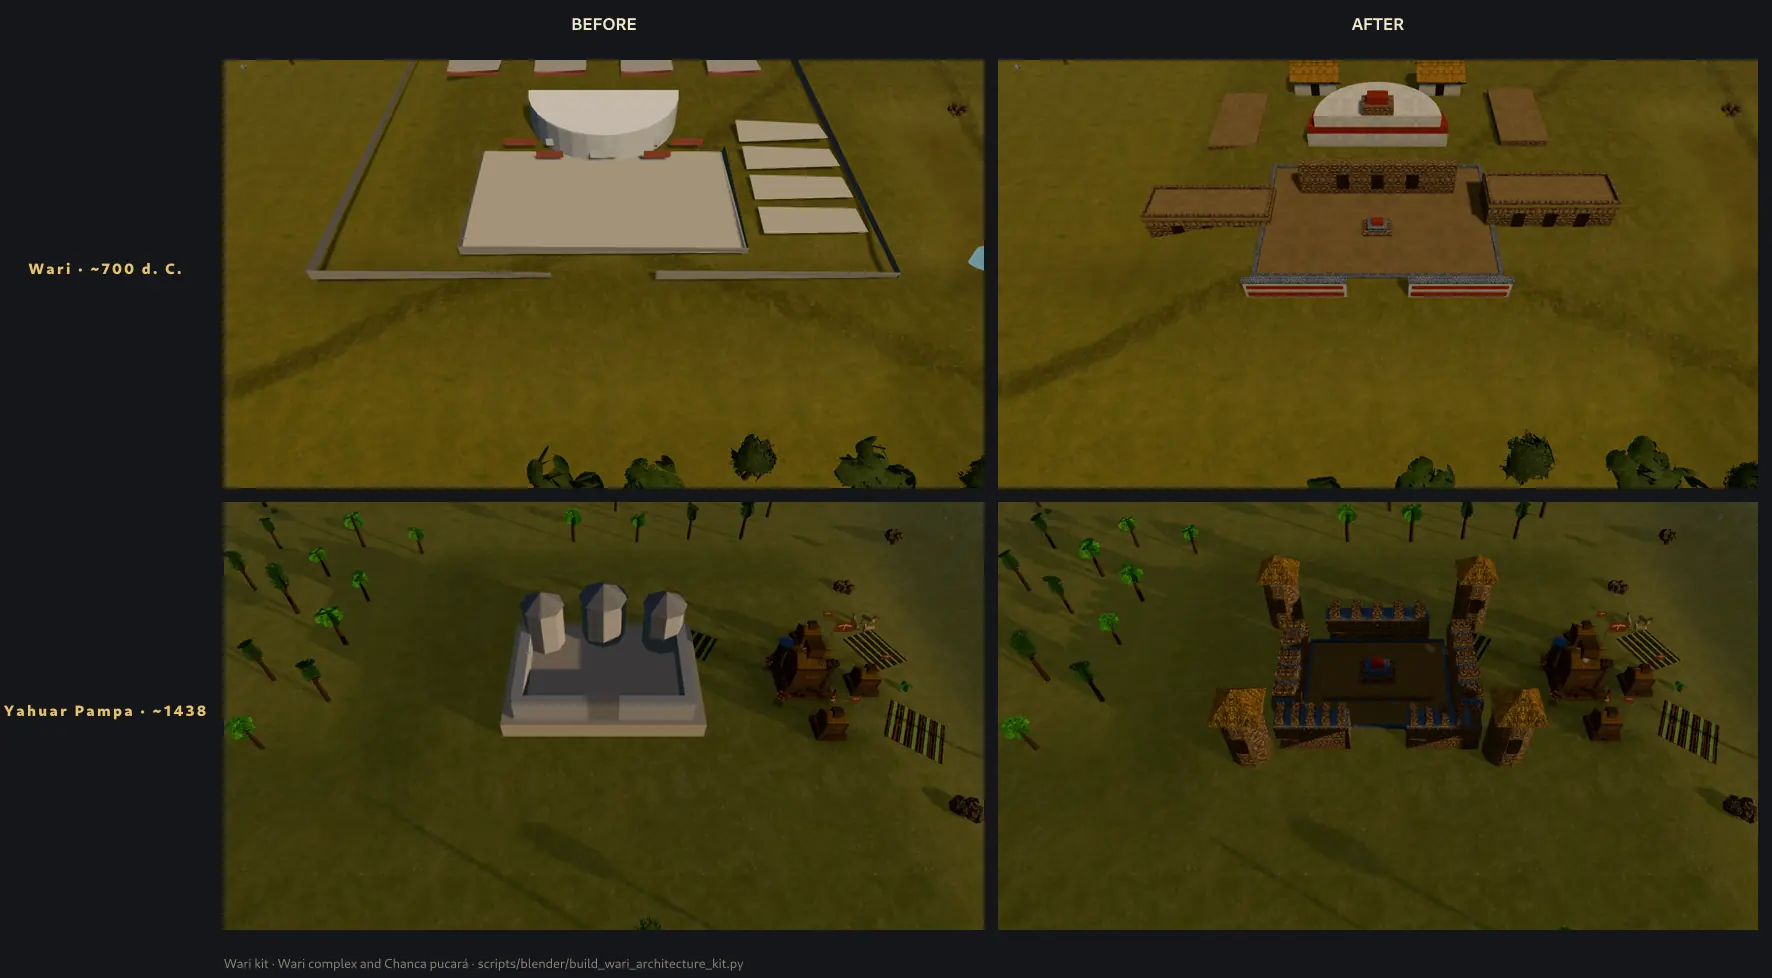 BEFORE
AFTER
Wari · ~700 d. C.
Yahuar Pampa · ~1438
Wari kit · Wari complex and Chanca pucará · scripts/blender/build_wari_architecture_kit.py